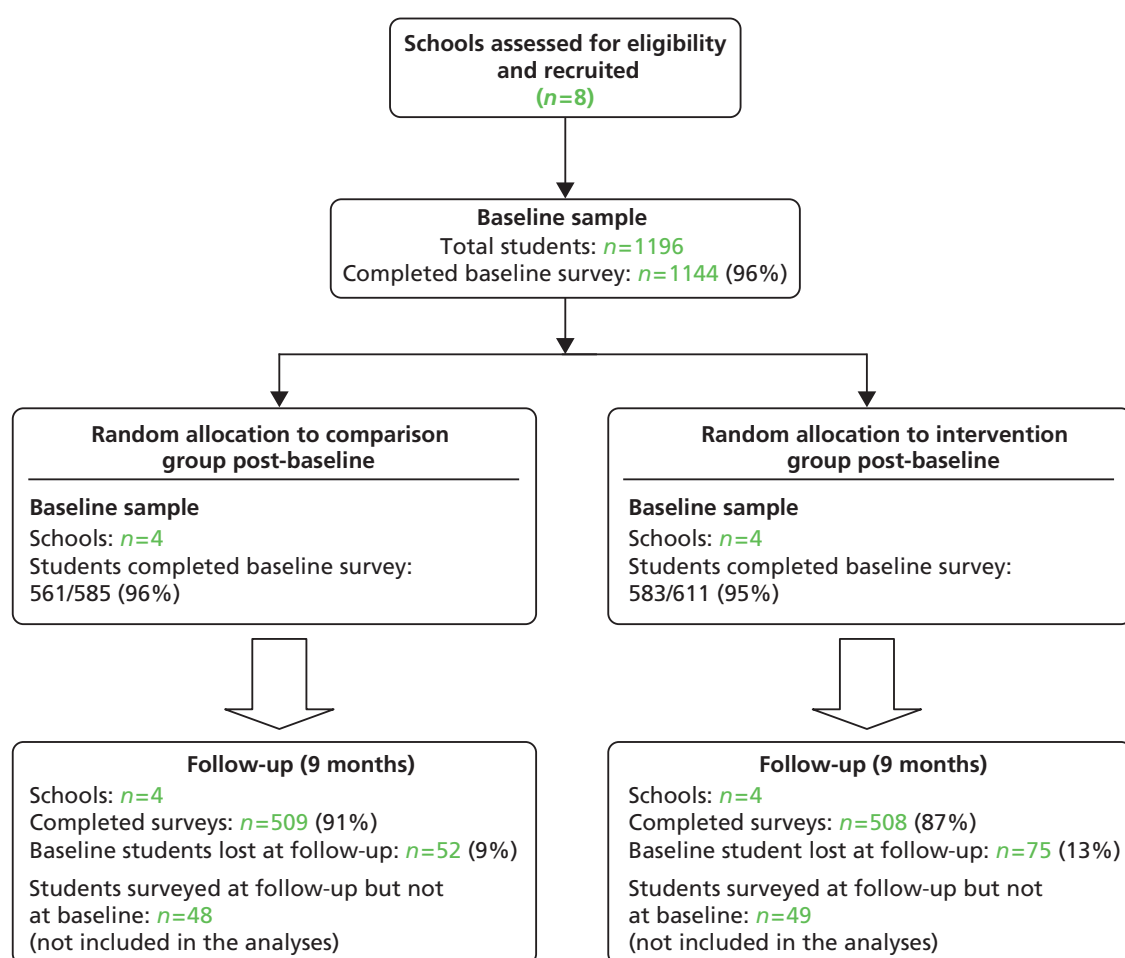 Schools assessed for eligibility
and recruited
(n=8)
Baseline sample
Total students: n=1196
Completed baseline survey: n=1144 (96%)
Random allocation to comparison
group post-baseline
Baseline sample
Schools: n=4
Students completed baseline survey:
561/585 (96%)
Random allocation to intervention
group post-baseline
Baseline sample
Schools: n=4
Students completed baseline survey:
583/611 (95%)
Follow-up (9 months)
Schools: n=4
Completed surveys: n=509 (91%)
Baseline students lost at follow-up: n=52 (9%)
Students surveyed at follow-up but not
at baseline: n=48
(not included in the analyses)
Follow-up (9 months)
Schools: n=4
Completed surveys: n=508 (87%)
Baseline student lost at follow-up: n=75 (13%)
Students surveyed at follow-up but not
at baseline: n=49
(not included in the analyses)